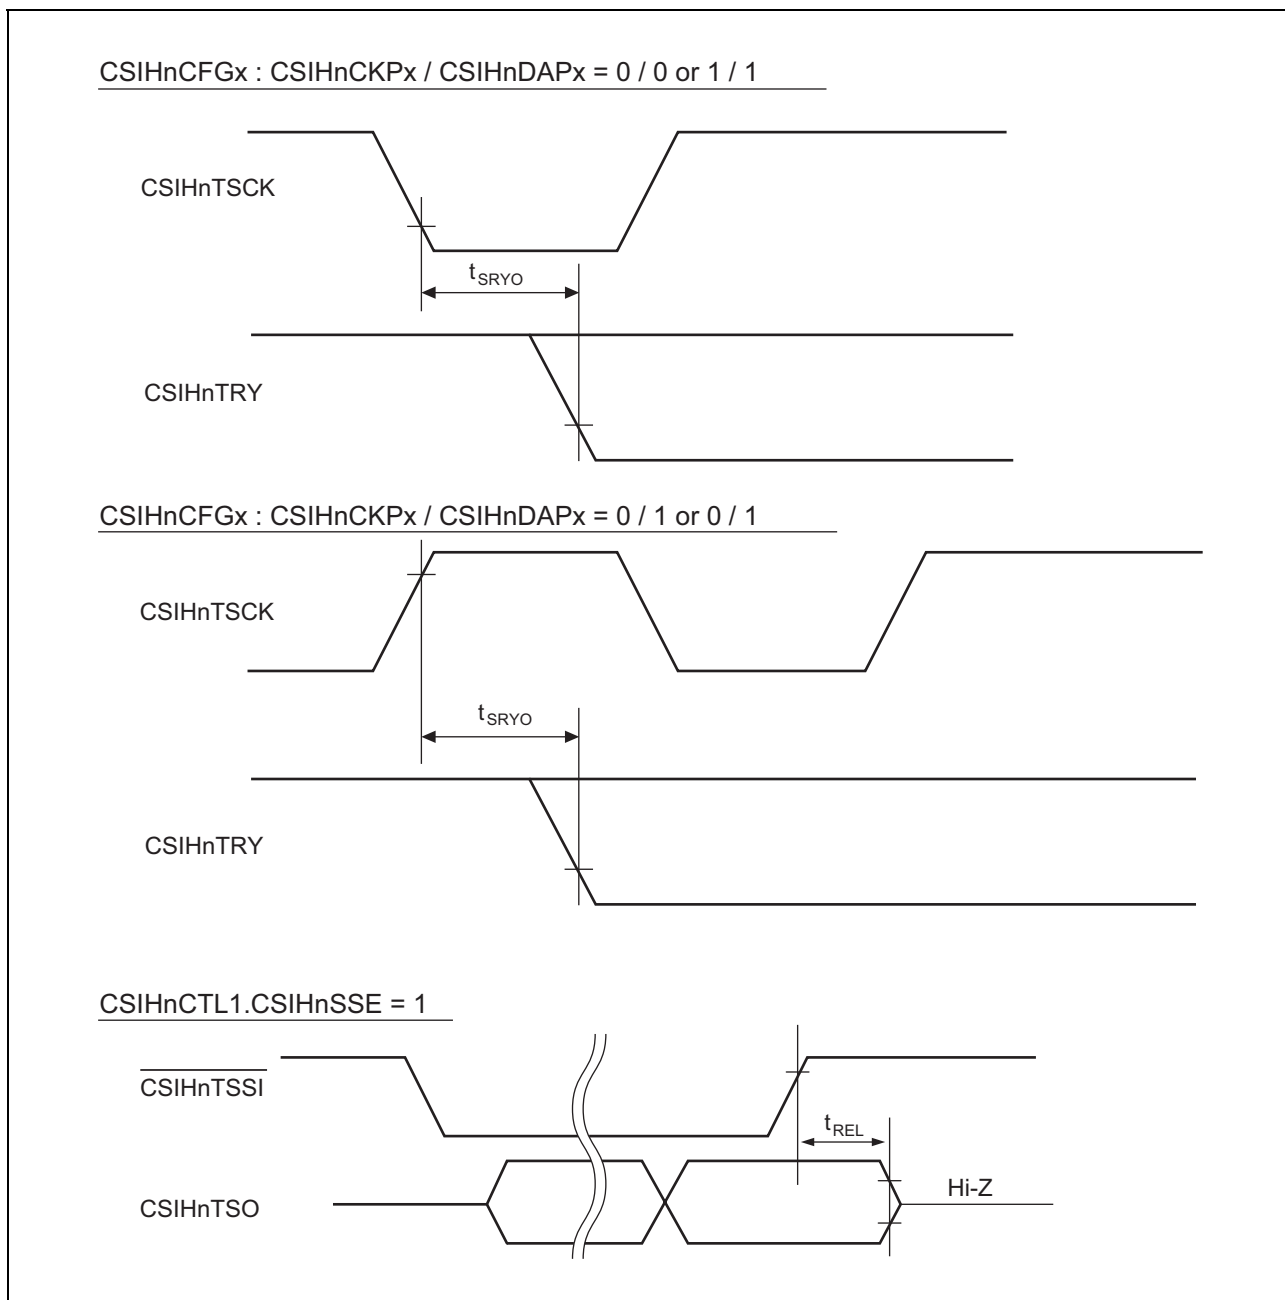 CSIHnCFGx : CSIHnCKPx / CSIHnDAPx = 0 / 0 or 1 / 1
CSIHnTSCK
tSRYO
CSIHnTRY
CSIHnCFGx : CSIHnCKPx / CSIHnDAPx = 0 / 1 or 0 / 1
CSIHnTSCK
tSRYO
CSIHnTRY
CSIHnCTL1.CSIHnSSE = 1
CSIHnTSSI
tREL
CSIHnTSO
Hi-Z